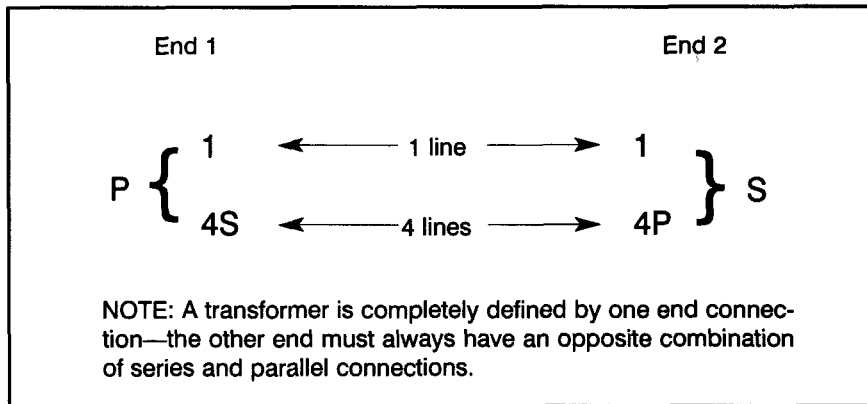 End 1 End 2
1 1 line 1
P { } S
4S 4 lines 4P
NOTE: A transformer is completely defined by one end connec-
tion—the other end must always have an opposite combination
of series and parallel connections.